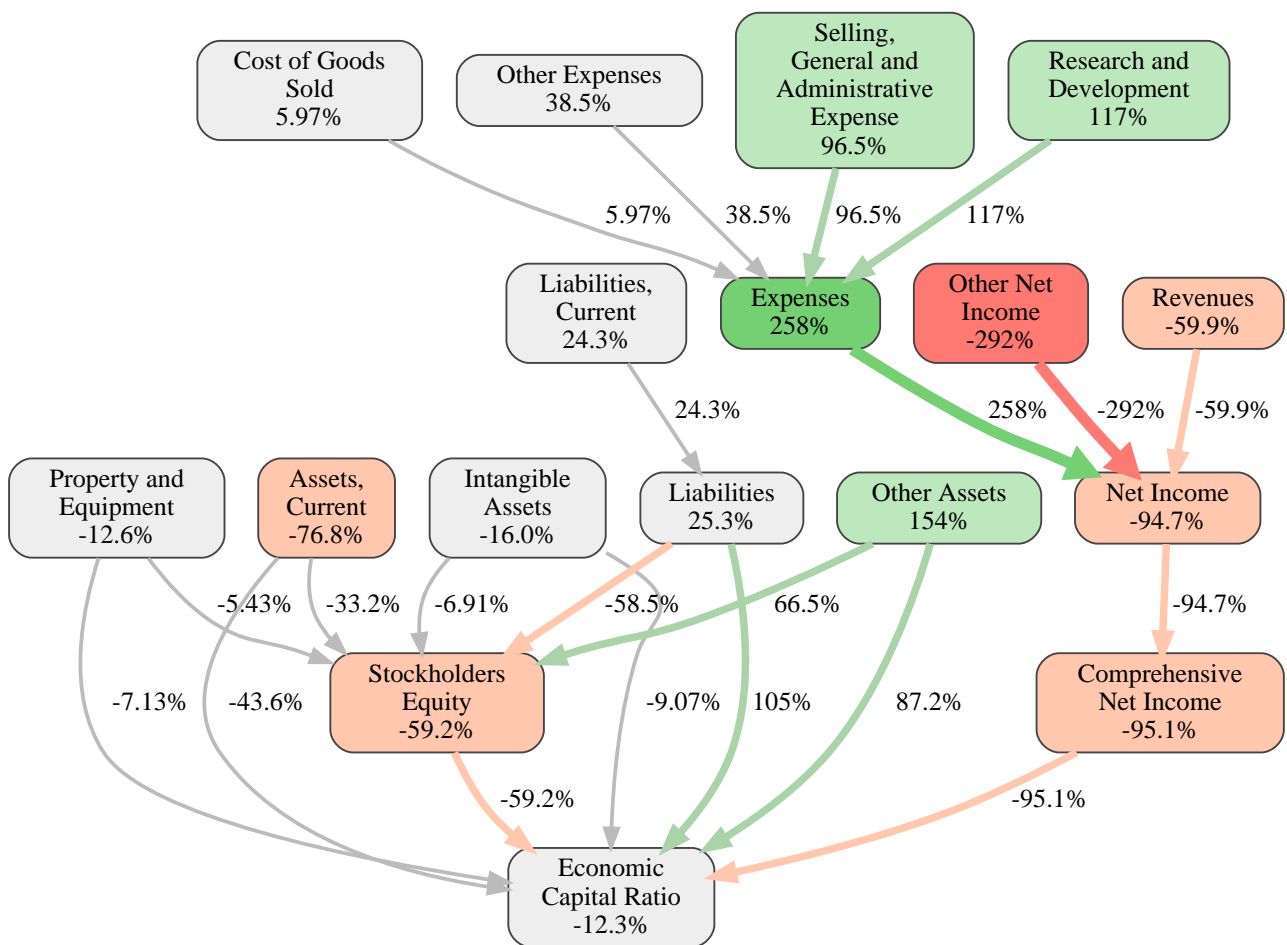 Cost of Goods
Sold
5.97%
Other Expenses
38.5%
Selling,
General and
Administrative
Expense
96.5%
Research and
Development
117%
5.97%
38.5%
96.5%
117%
Liabilities,
Current
24.3%
Expenses
258%
Other Net
Income
-292%
Revenues
-59.9%
24.3%
258%
-292%
-59.9%
Property and
Equipment
-12.6%
Assets,
Current
-76.8%
Intangible
Assets
-16.0%
Liabilities
25.3%
Other Assets
154%
Net Income
-94.7%
-5.43%
-33.2%
-6.91%
-58.5%
66.5%
-94.7%
Stockholders
Equity
-59.2%
Comprehensive
Net Income
-95.1%
-7.13%
-43.6%
-9.07%
105%
87.2%
-59.2%
-95.1%
Economic
Capital Ratio
-12.3%